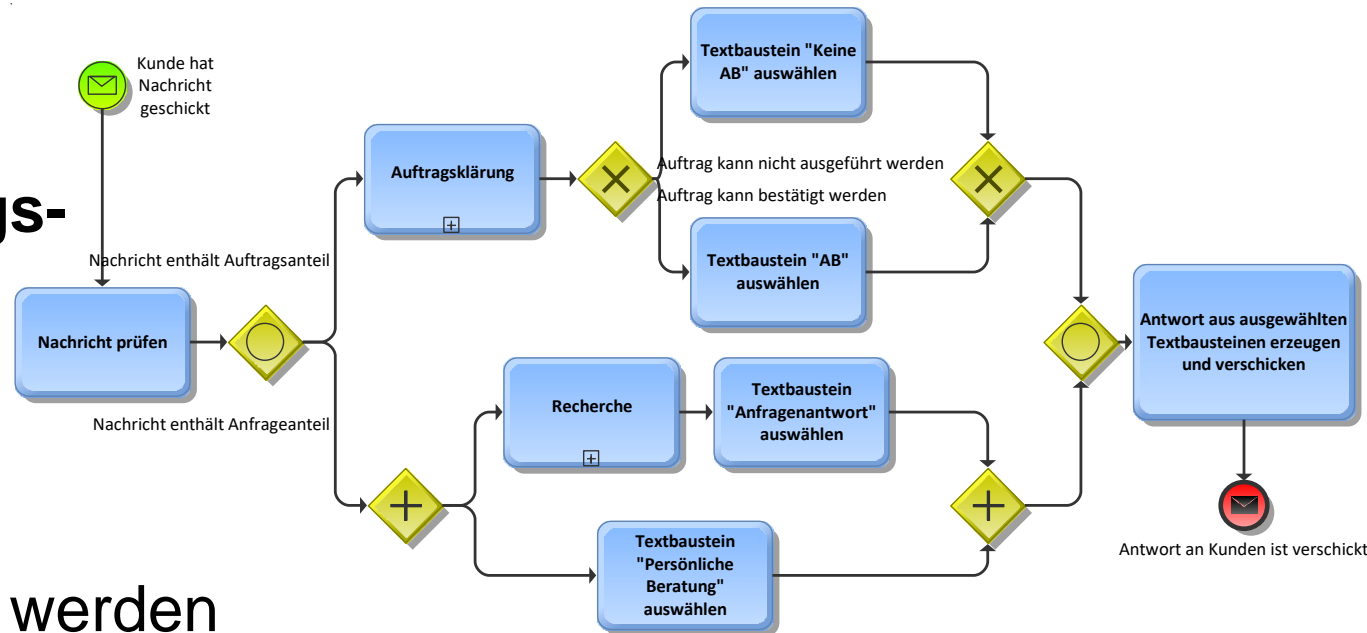 Kunde hat
Nachricht
geschickt
gs-
Nachricht enthält Auftragsanteil
Nachricht prüfen
Nachricht enthält Anfrageanteil
Auftragsklärung
Textbaustein "Keine
AB" auswählen
Auftrag kann nicht ausgeführt werden
Auftrag kann bestätigt werden
Textbaustein "AB"
auswählen
Recherche
Textbaustein
"Anfragenantwort"
auswählen
Textbaustein
"Persönliche
Beratung"
auswählen
Antwort aus ausgewählten
Textbausteinen erzeugen
und verschicken
Antwort an Kunden ist verschickt
werden